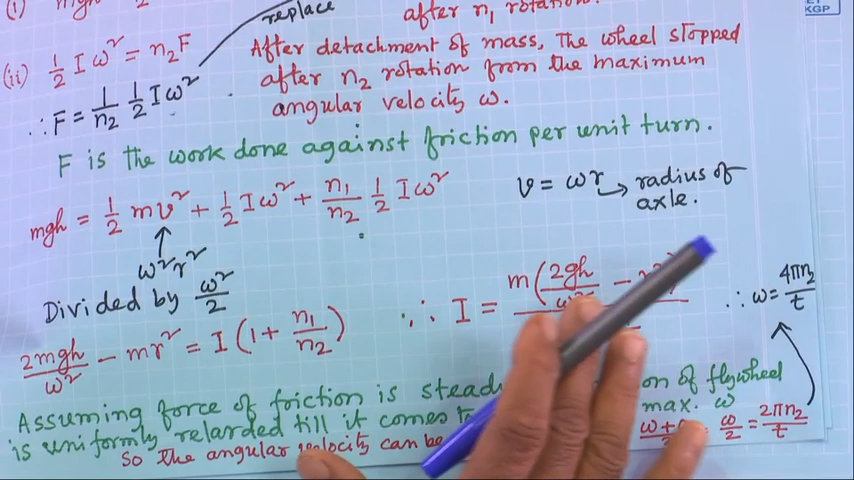 (i) mgh
replace
after n₁ rotation.
KGP
(ii) ½ I ω² = n₂F
After detachment of mass, The wheel stopped
after n₂ rotation from the maximum
angular velocity ω.
∴ F = 1/n₂ ½ I ω²
F is the work done against friction per unit turn.
mgh = ½ mv² + ½ I ω² + n₁/n₂ ½ I ω²
v = ωr → radius of
axle.
ω²r²
Divided by ω²/2
2mgh/ω² − mr² = I (1 + n₁/n₂)
∴ I = m(2gh
∴ ω = 4πn₂/t
Assuming force of friction is on of flywheel
is uniformly retarded till it comes max. ω
so the angular velocity can be ω/2 = 2πn₂/t